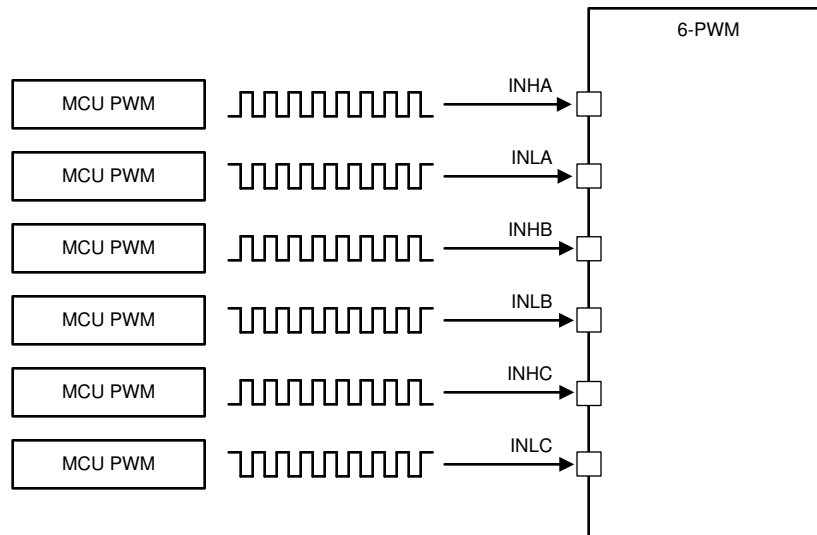 6-PWM
MCU PWM
INHA
MCU PWM
INLA
MCU PWM
INHB
MCU PWM
INLB
MCU PWM
INHC
MCU PWM
INLC